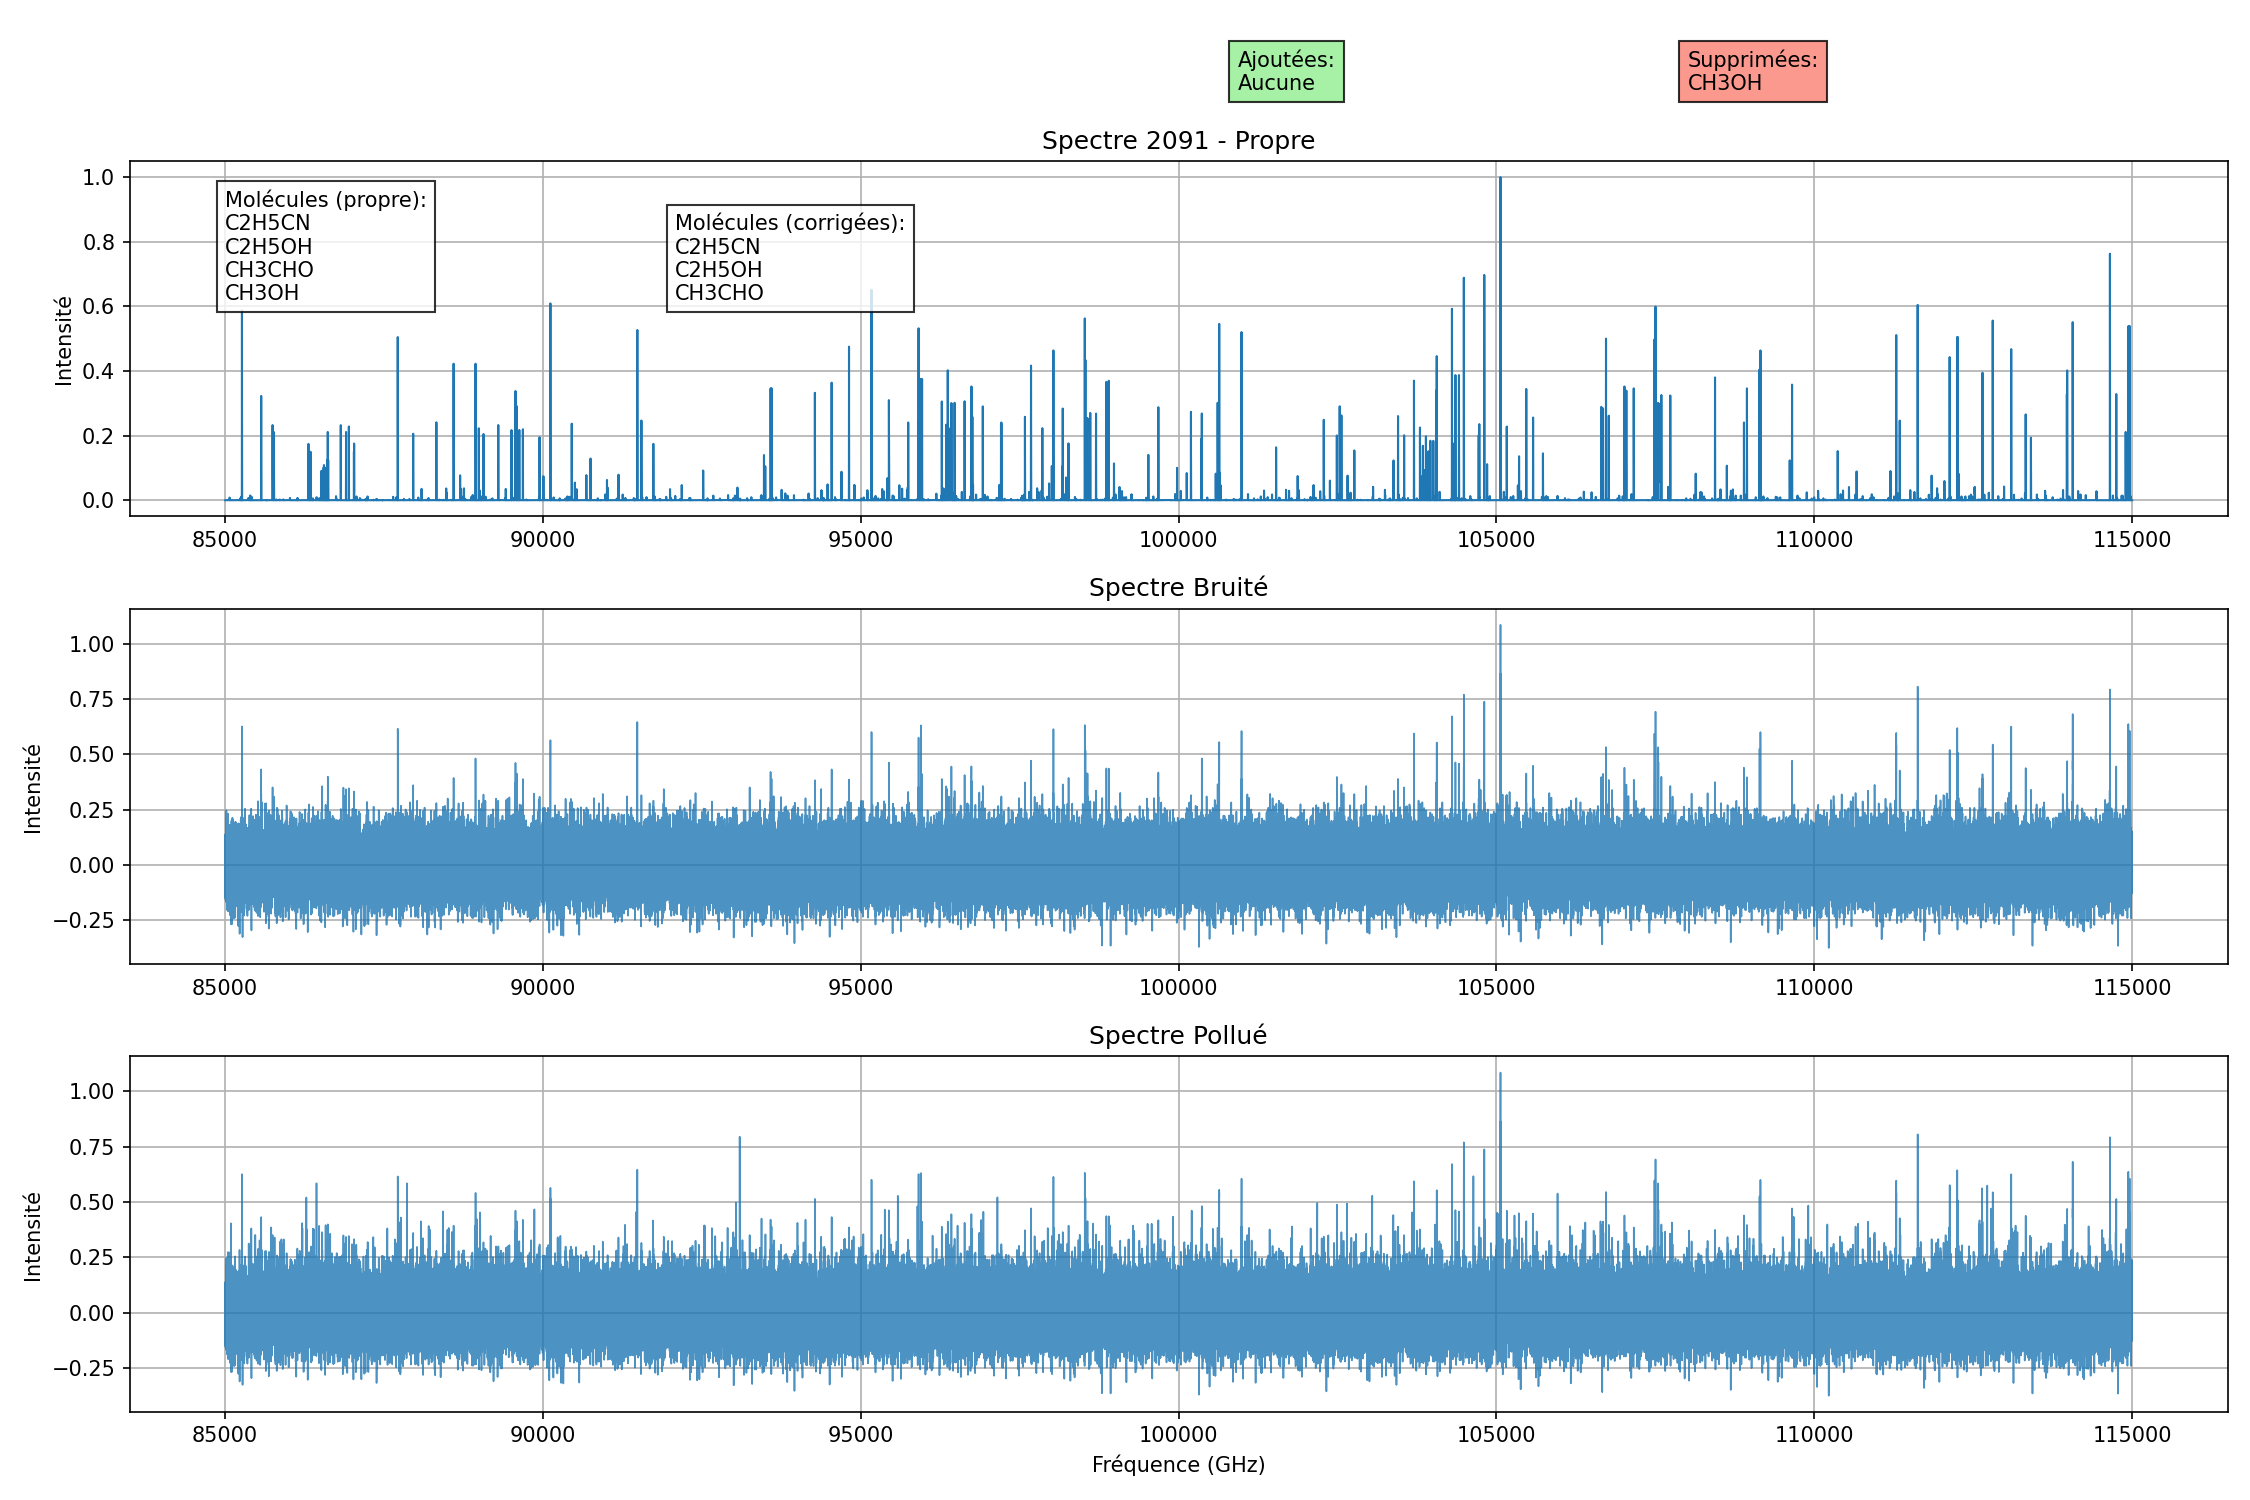 Ajoutées:
Aucune
Supprimées:
CH3OH
Spectre 2091 - Propre
Intensité
1.0
0.8
0.6
0.4
0.2
0.0
Molécules (propre):
C2H5CN
C2H5OH
CH3CHO
CH3OH
Molécules (corrigées):
C2H5CN
C2H5OH
CH3CHO
85000 90000 95000 100000 105000 110000 115000
Spectre Bruité
Intensité
1.00
0.75
0.50
0.25
0.00
−0.25
85000 90000 95000 100000 105000 110000 115000
Spectre Pollué
Intensité
1.00
0.75
0.50
0.25
0.00
−0.25
85000 90000 95000 100000 105000 110000 115000
Fréquence (GHz)